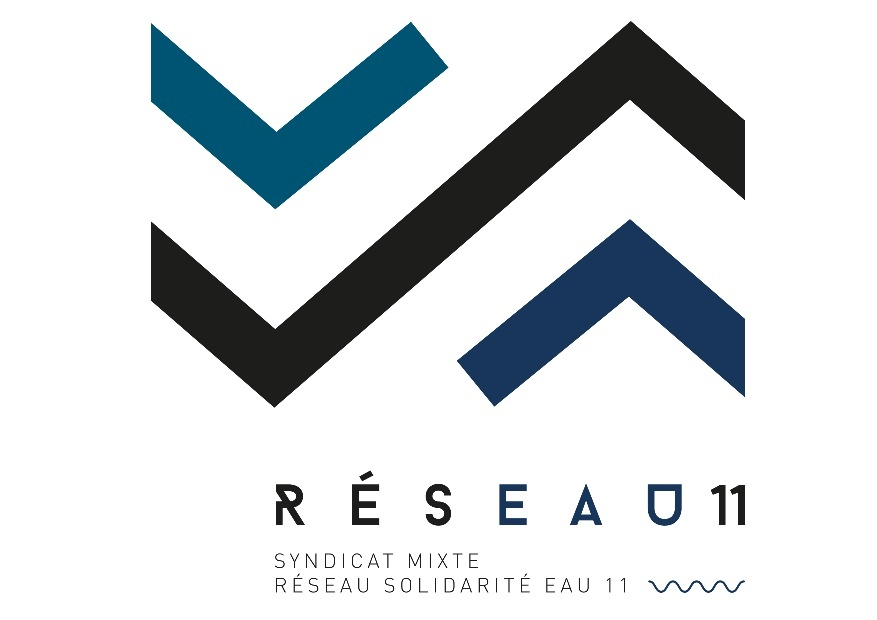 RÉSEAU 11
SYNDICAT MIXTE
RÉSEAU SOLIDARITÉ EAU 11